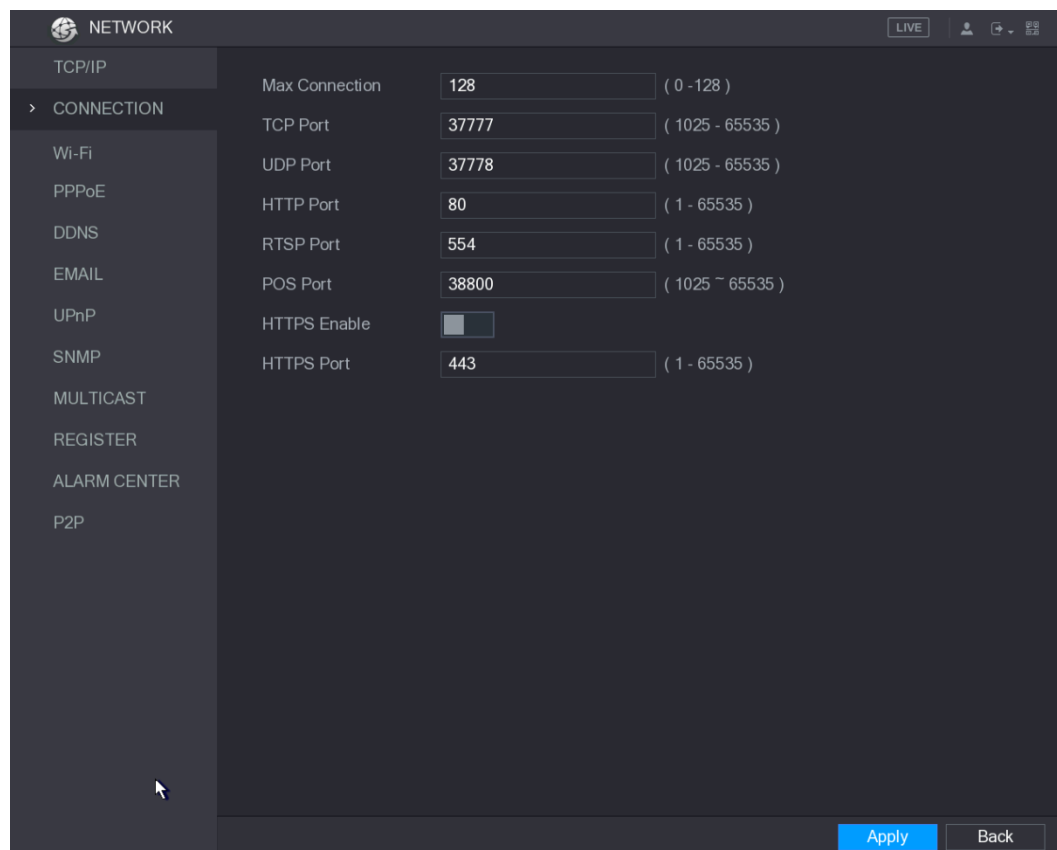 NETWORK
LIVE
TCP/IP
> CONNECTION
Wi-Fi
PPPoE
DDNS
EMAIL
UPnP
SNMP
MULTICAST
REGISTER
ALARM CENTER
P2P
Max Connection 128 ( 0 -128 )
TCP Port 37777 ( 1025 - 65535 )
UDP Port 37778 ( 1025 - 65535 )
HTTP Port 80 ( 1 - 65535 )
RTSP Port 554 ( 1 - 65535 )
POS Port 38800 ( 1025 ~ 65535 )
HTTPS Enable
HTTPS Port 443 ( 1 - 65535 )
Apply Back